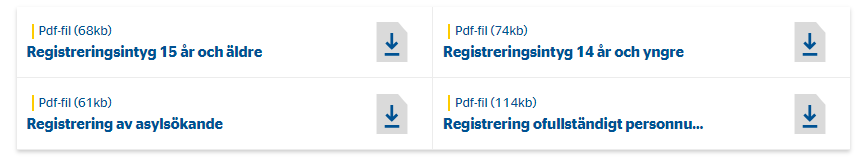 Pdf-fil (68kb)
Registreringsintyg 15 år och äldre
Pdf-fil (74kb)
Registreringsintyg 14 år och yngre
Pdf-fil (61kb)
Registrering av asylsökande
Pdf-fil (114kb)
Registrering ofullständigt personnu...